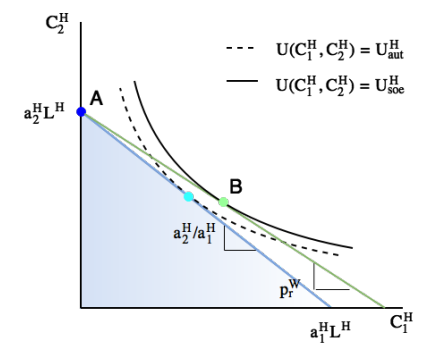 C₂ᴴ
U(C₁ᴴ, C₂ᴴ) = Uᴴₐᵤₜ
U(C₁ᴴ, C₂ᴴ) = Uᴴₛₒₑ
A
a₂ᴴLᴴ
B
a₂ᴴ/a₁ᴴ
pᵣᵂ
a₁ᴴLᴴ
C₁ᴴ